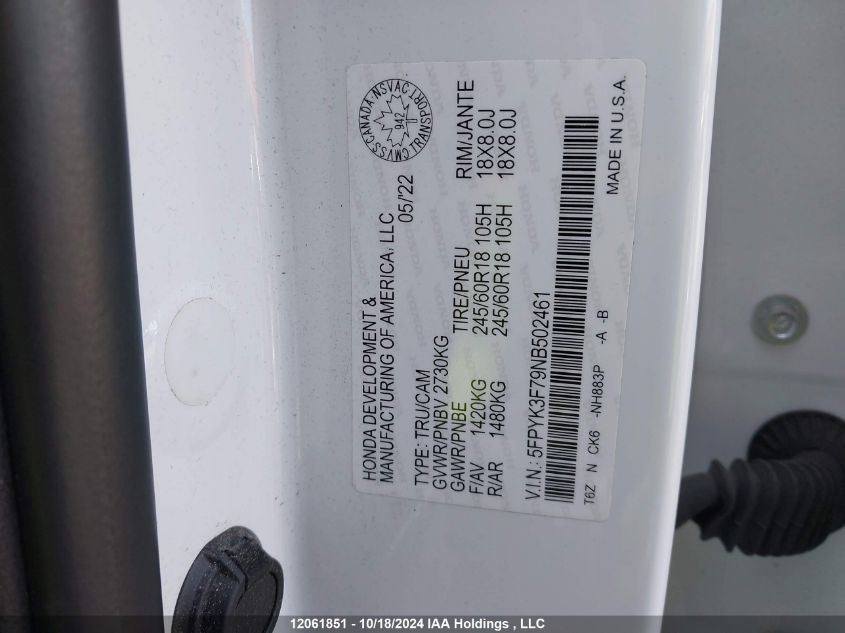 HONDA DEVELOPMENT &
MANUFACTURING OF AMERICA, LLC
05/'22
CMVSS CANADA NSVAC TRANSPORT
942
TYPE: TRU/CAM
GVWR/PNBV 2730KG
GAWR/PNBE TIRE/PNEU RIM/JANTE
F/AV 1420KG 245/60R18 105H 18X8.0J
R/AR 1480KG 245/60R18 105H 18X8.0J
V.I.N.: 5FPYK3F79NB502461
T6Z N CK6 -NH883P -A -B
MADE IN U.S.A.
12061851 - 10/18/2024 IAA Holdings , LLC